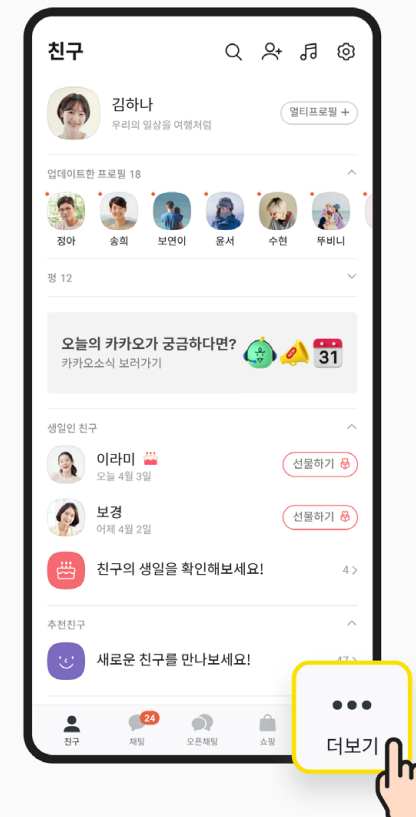 친구
김하나
우리의 일상을 여행처럼
멀티프로필 +
업데이트한 프로필 18
정아 송희 보연이 윤서 수현 뚜비니
펑 12
오늘의 카카오가 궁금하다면?
카카오소식 보러가기
31
생일인 친구
이라미
오늘 4월 3일
선물하기
보경
어제 4월 2일
선물하기
친구의 생일을 확인해보세요!
4
추천친구
새로운 친구를 만나보세요!
47
24
친구 채팅 오픈채팅 쇼핑 더보기